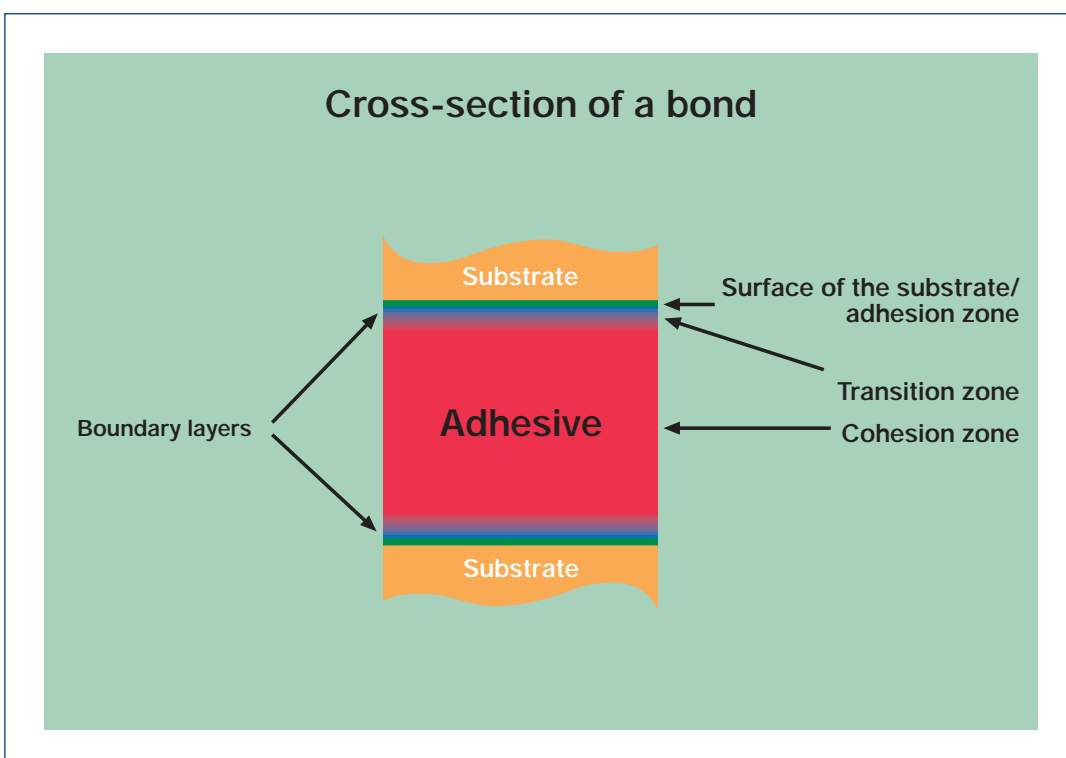 Cross-section of a bond
Substrate
Surface of the substrate/
adhesion zone
Transition zone
Boundary layers
Adhesive
Cohesion zone
Substrate